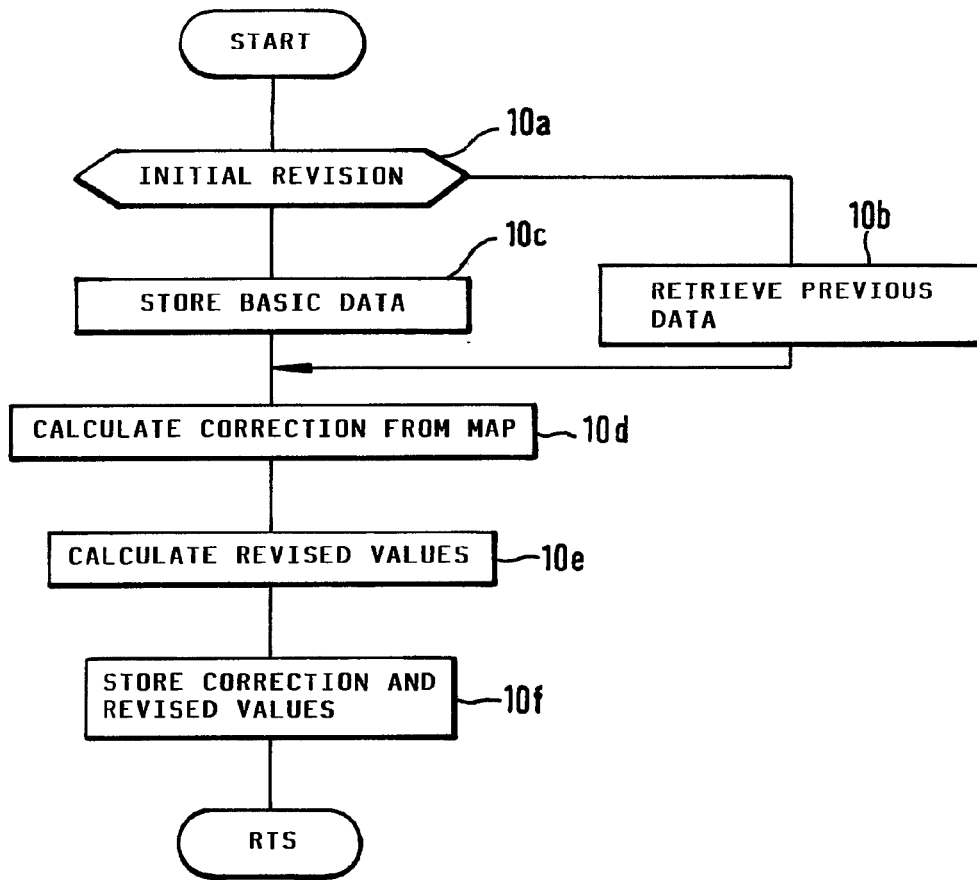 START
10a
INITIAL REVISION
10b
10c
STORE BASIC DATA
RETRIEVE PREVIOUS
DATA
CALCULATE CORRECTION FROM MAP
10d
CALCULATE REVISED VALUES
10e
STORE CORRECTION AND
REVISED VALUES
10f
RTS